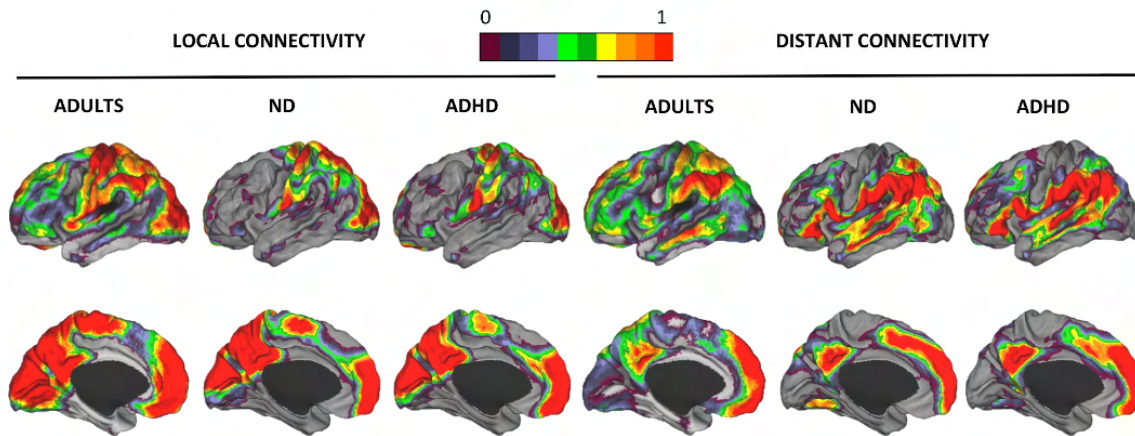 0 1
LOCAL CONNECTIVITY DISTANT CONNECTIVITY
ADULTS ND ADHD ADULTS ND ADHD